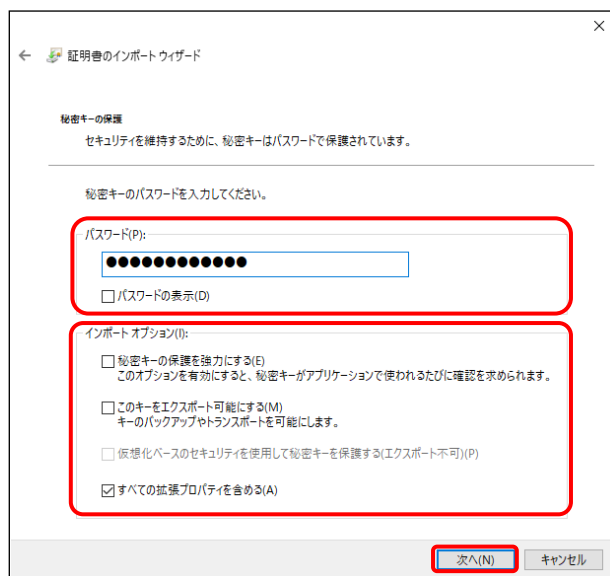 証明書のインポート ウィザード
秘密キーの保護
セキュリティを維持するために、秘密キーはパスワードで保護されています。
秘密キーのパスワードを入力してください。
パスワード(P):
●●●●●●●●●●●●
パスワードの表示(D)
インポート オプション(I):
秘密キーの保護を強力にする(E)
このオプションを有効にすると、秘密キーがアプリケーションで使われるたびに確認を求められます。
このキーをエクスポート可能にする(M)
キーのバックアップやトランスポートを可能にします。
仮想化ベースのセキュリティを使用して秘密キーを保護する(エクスポート不可)(P)
すべての拡張プロパティを含める(A)
次へ(N)
キャンセル